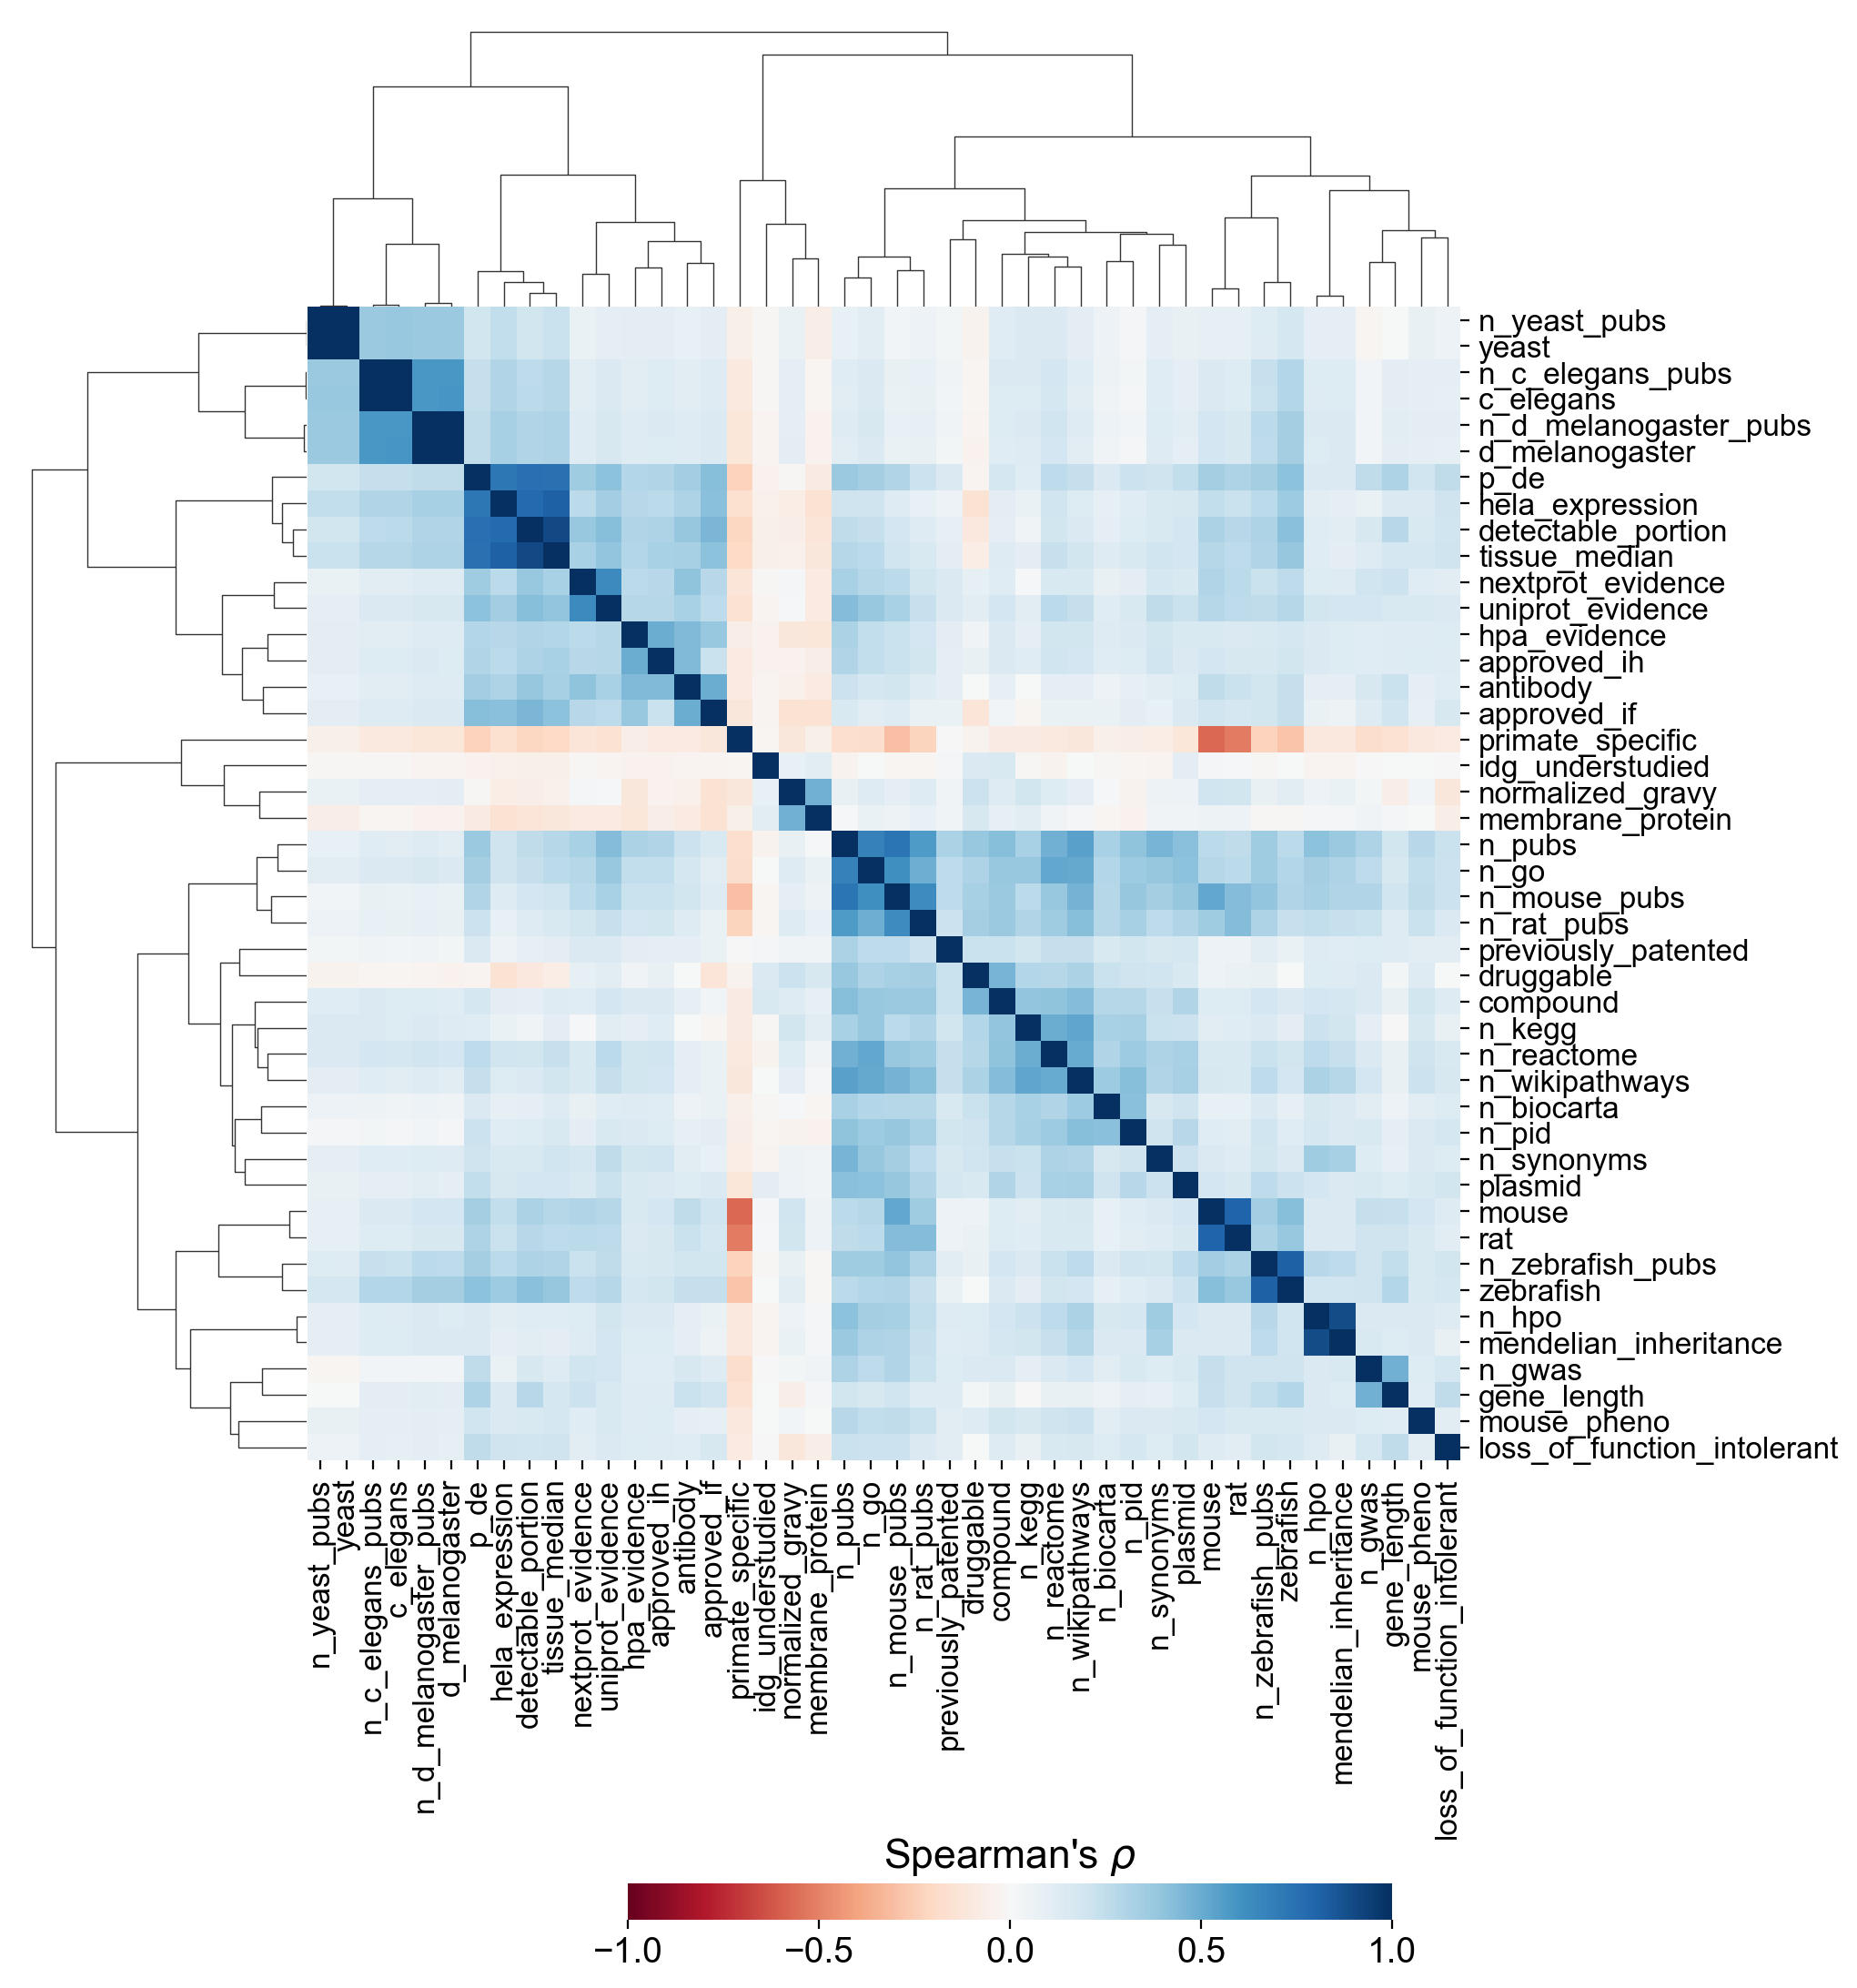 n_yeast_pubs
yeast
n_c_elegans_pubs
c_elegans
n_d_melanogaster_pubs
d_melanogaster
p_de
hela_expression
detectable_portion
tissue_median
nextprot_evidence
uniprot_evidence
hpa_evidence
approved_ih
antibody
approved_if
primate_specific
idg_understudied
normalized_gravy
membrane_protein
n_pubs
n_go
n_mouse_pubs
n_rat_pubs
previously_patented
druggable
compound
n_kegg
n_reactome
n_wikipathways
n_biocarta
n_pid
n_synonyms
plasmid
mouse
rat
n_zebrafish_pubs
zebrafish
n_hpo
mendelian_inheritance
n_gwas
gene_length
mouse_pheno
loss_of_function_intolerant
n_yeast_pubs
yeast
n_c_elegans_pubs
c_elegans
n_d_melanogaster_pubs
d_melanogaster
p_de
hela_expression
detectable_portion
tissue_median
nextprot_evidence
uniprot_evidence
hpa_evidence
approved_ih
antibody
approved_if
primate_specific
idg_understudied
normalized_gravy
membrane_protein
n_pubs
n_go
n_mouse_pubs
n_rat_pubs
previously_patented
druggable
compound
n_kegg
n_reactome
n_wikipathways
n_biocarta
n_pid
n_synonyms
plasmid
mouse
rat
n_zebrafish_pubs
zebrafish
n_hpo
mendelian_inheritance
n_gwas
gene_length
mouse_pheno
loss_of_function_intolerant
Spearman's ρ
−1.0 −0.5 0.0 0.5 1.0